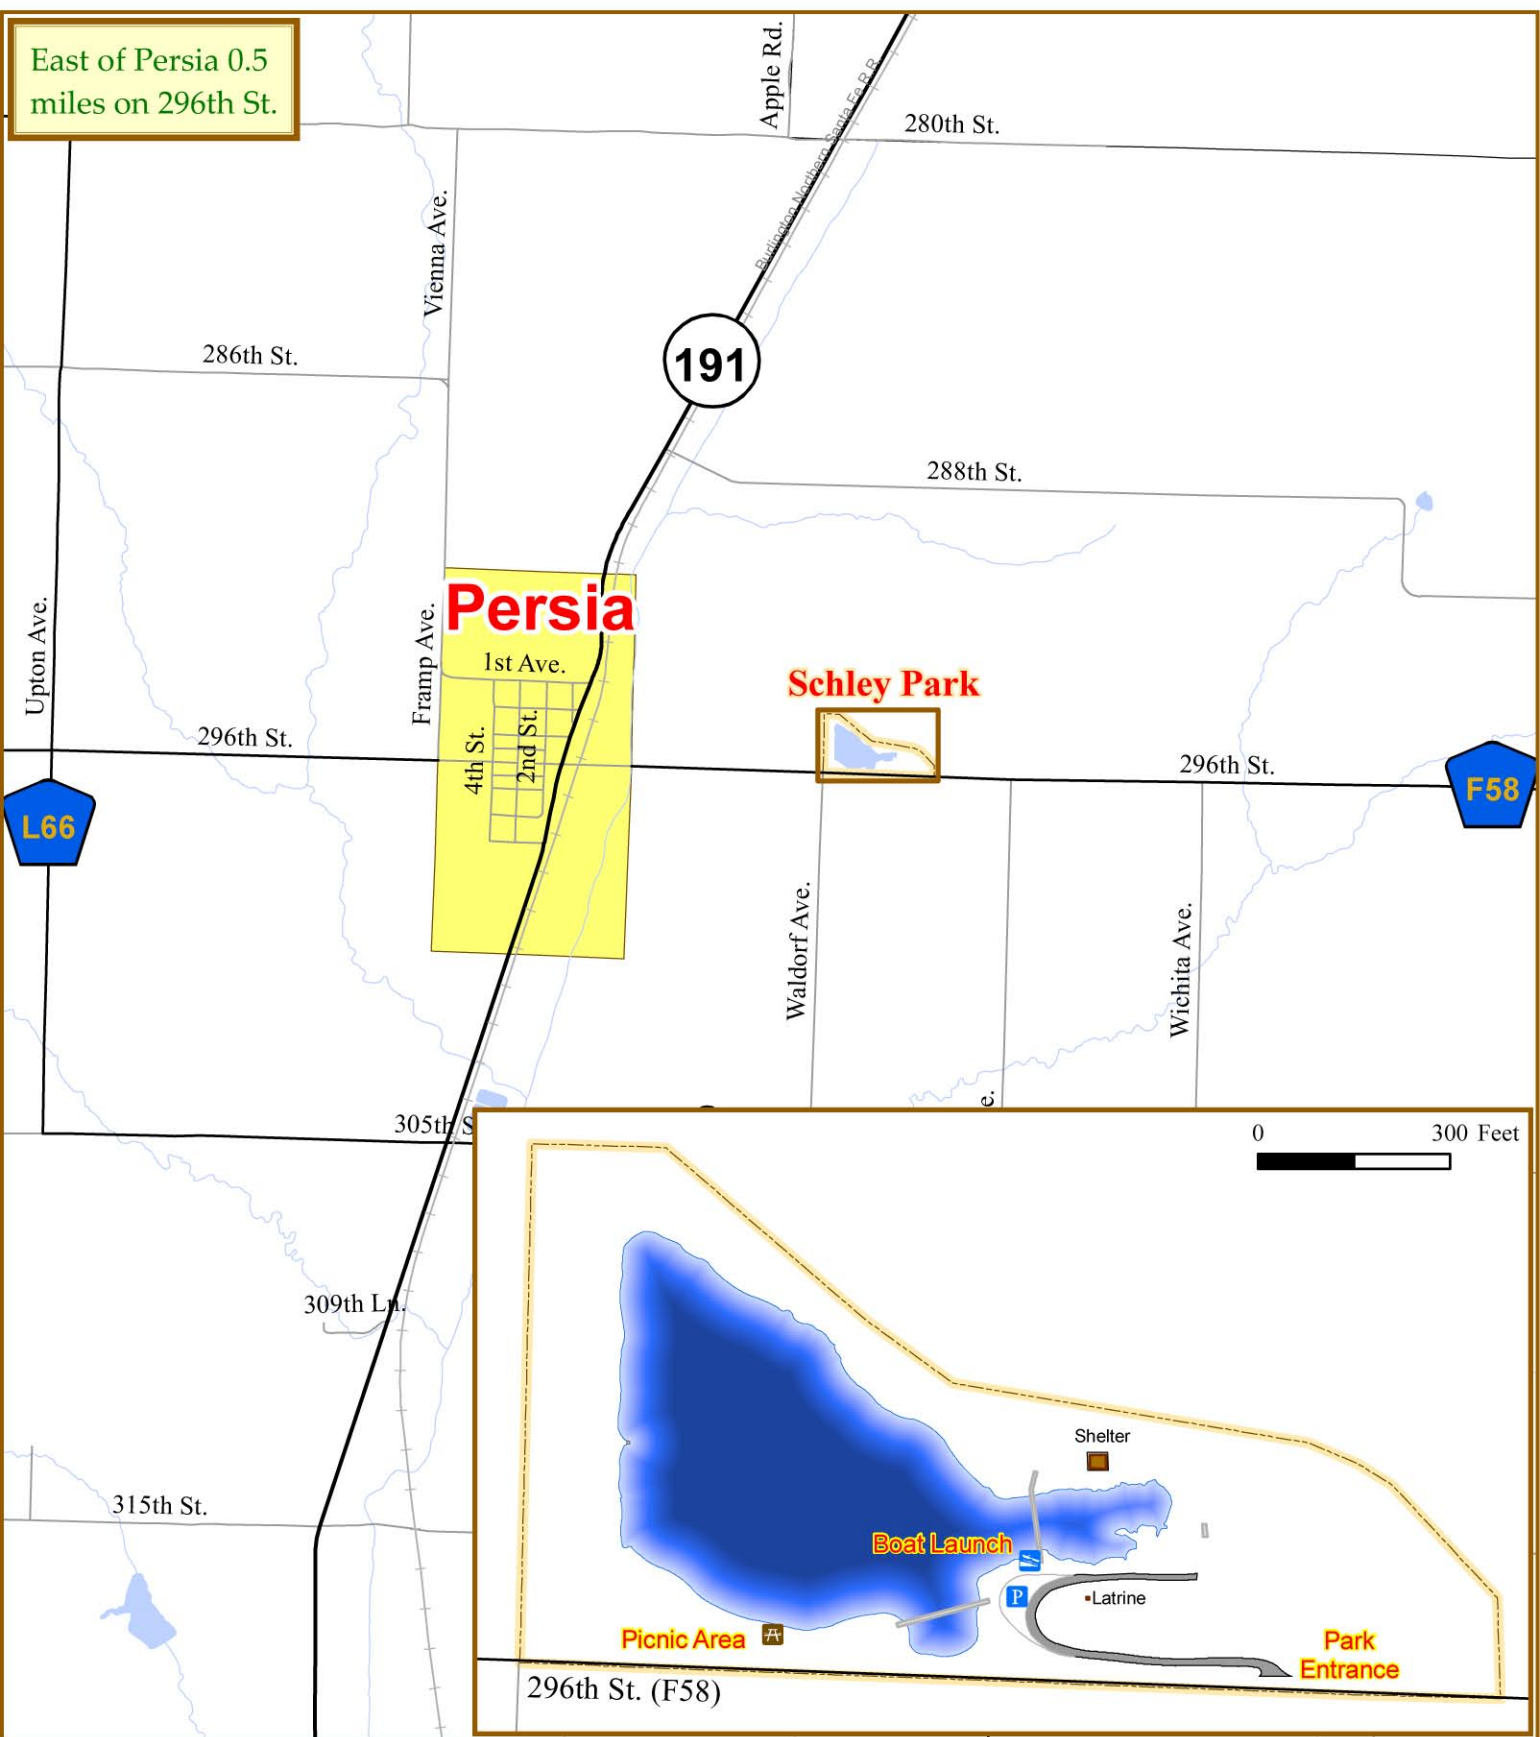 East of Persia 0.5
miles on 296th St.
Apple Rd.
Burlington Northern Santa Fe R.R.
280th St.
Vienna Ave.
286th St.
191
288th St.
Persia
Upton Ave.
Framp Ave.
1st Ave.
Schley Park
296th St.
4th St.
2nd St.
296th St.
F58
L66
Waldorf Ave.
Wichita Ave.
305th S
0 300 Feet
309th Ln.
Shelter
315th St.
Boat Launch
P
Latrine
Picnic Area
Park
Entrance
296th St. (F58)